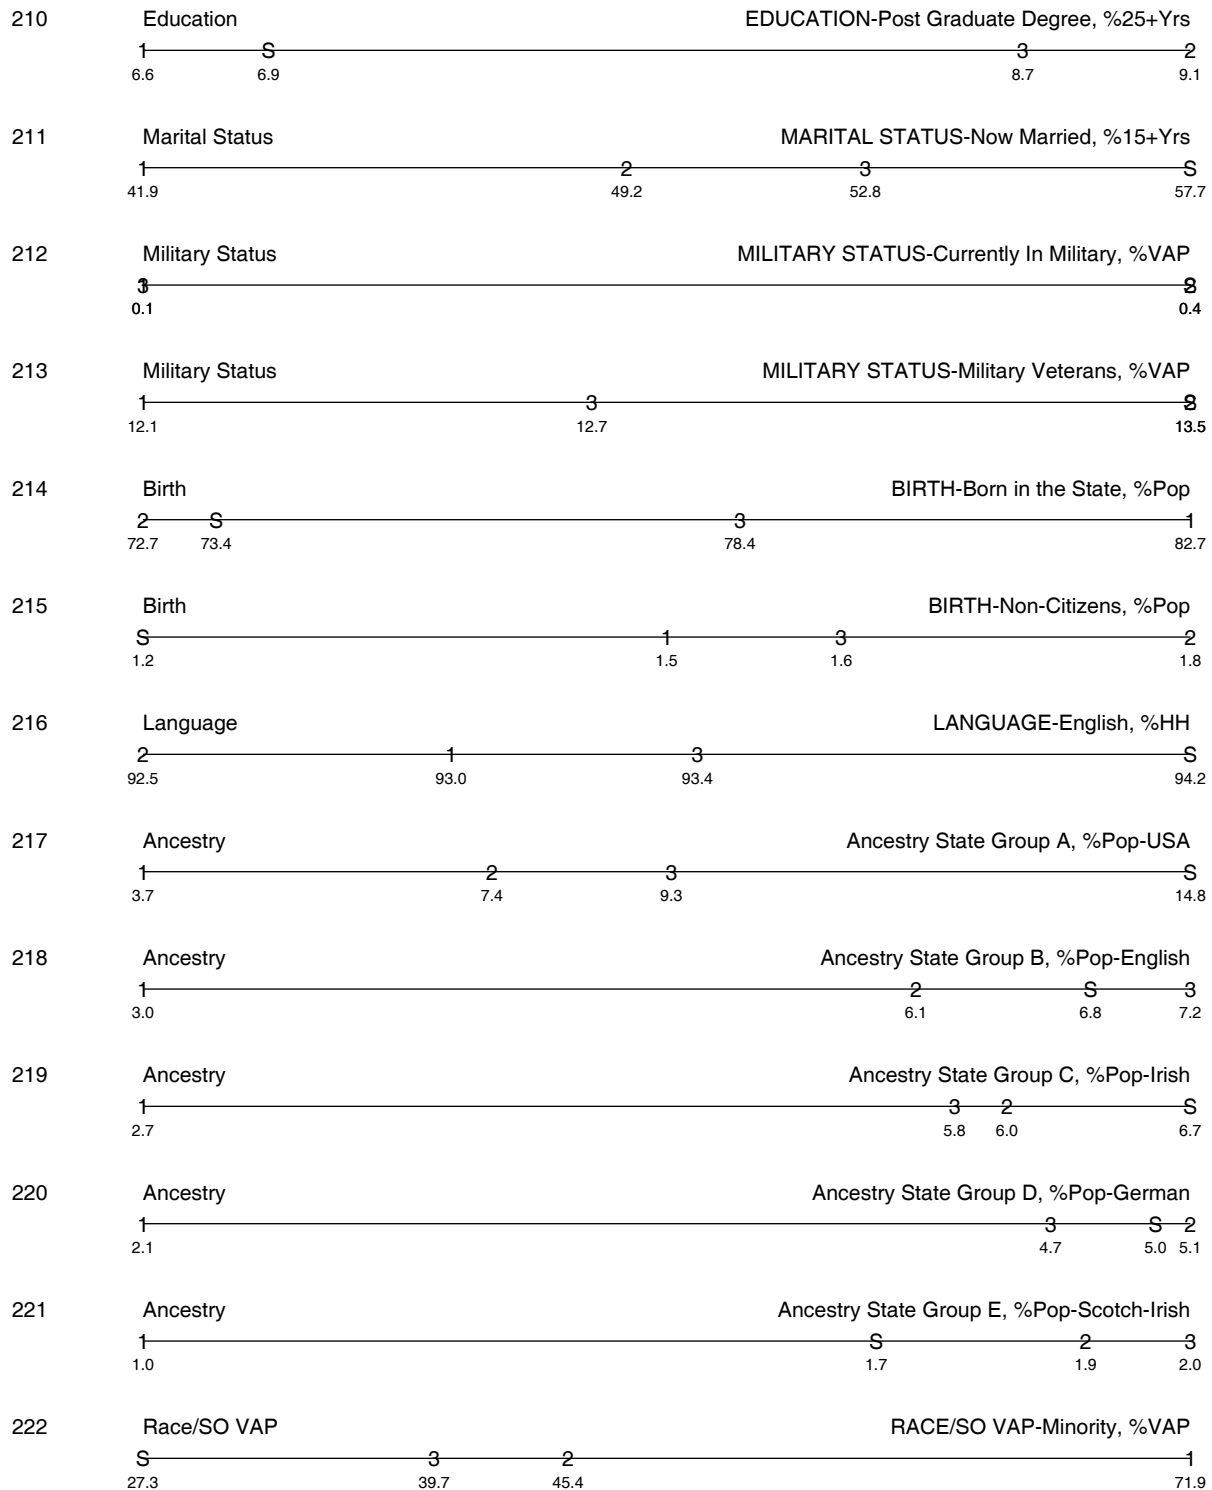 210 Education EDUCATION-Post Graduate Degree, %25+Yrs
1 S 3 2
6.6 6.9 8.7 9.1
211 Marital Status MARITAL STATUS-Now Married, %15+Yrs
1 2 3 S
41.9 49.2 52.8 57.7
212 Military Status MILITARY STATUS-Currently In Military, %VAP
1 3 2 S
0.1 0.4
213 Military Status MILITARY STATUS-Military Veterans, %VAP
1 3 2 S
12.1 12.7 13.5
214 Birth BIRTH-Born in the State, %Pop
2 S 3 1
72.7 73.4 78.4 82.7
215 Birth BIRTH-Non-Citizens, %Pop
S 1 3 2
1.2 1.5 1.6 1.8
216 Language LANGUAGE-English, %HH
2 1 3 S
92.5 93.0 93.4 94.2
217 Ancestry Ancestry State Group A, %Pop-USA
1 2 3 S
3.7 7.4 9.3 14.8
218 Ancestry Ancestry State Group B, %Pop-English
1 2 S 3
3.0 6.1 6.8 7.2
219 Ancestry Ancestry State Group C, %Pop-Irish
1 3 2 S
2.7 5.8 6.0 6.7
220 Ancestry Ancestry State Group D, %Pop-German
1 3 S 2
2.1 4.7 5.0 5.1
221 Ancestry Ancestry State Group E, %Pop-Scotch-Irish
1 S 2 3
1.0 1.7 1.9 2.0
222 Race/SO VAP RACE/SO VAP-Minority, %VAP
S 3 2 1
27.3 39.7 45.4 71.9